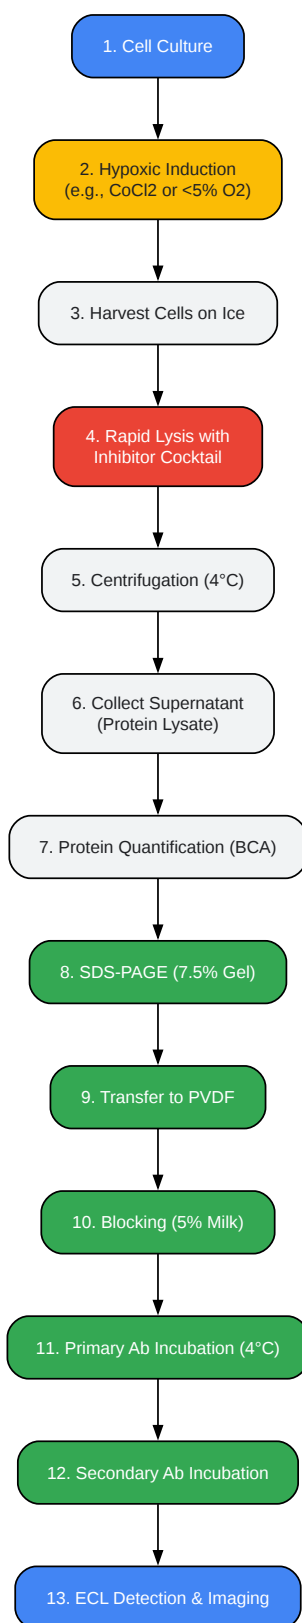 1. Cell Culture
2. Hypoxic Induction
(e.g., CoCl2 or <5% O2)
3. Harvest Cells on Ice
4. Rapid Lysis with
Inhibitor Cocktail
5. Centrifugation (4°C)
6. Collect Supernatant
(Protein Lysate)
7. Protein Quantification (BCA)
8. SDS-PAGE (7.5% Gel)
9. Transfer to PVDF
10. Blocking (5% Milk)
11. Primary Ab Incubation (4°C)
12. Secondary Ab Incubation
13. ECL Detection & Imaging